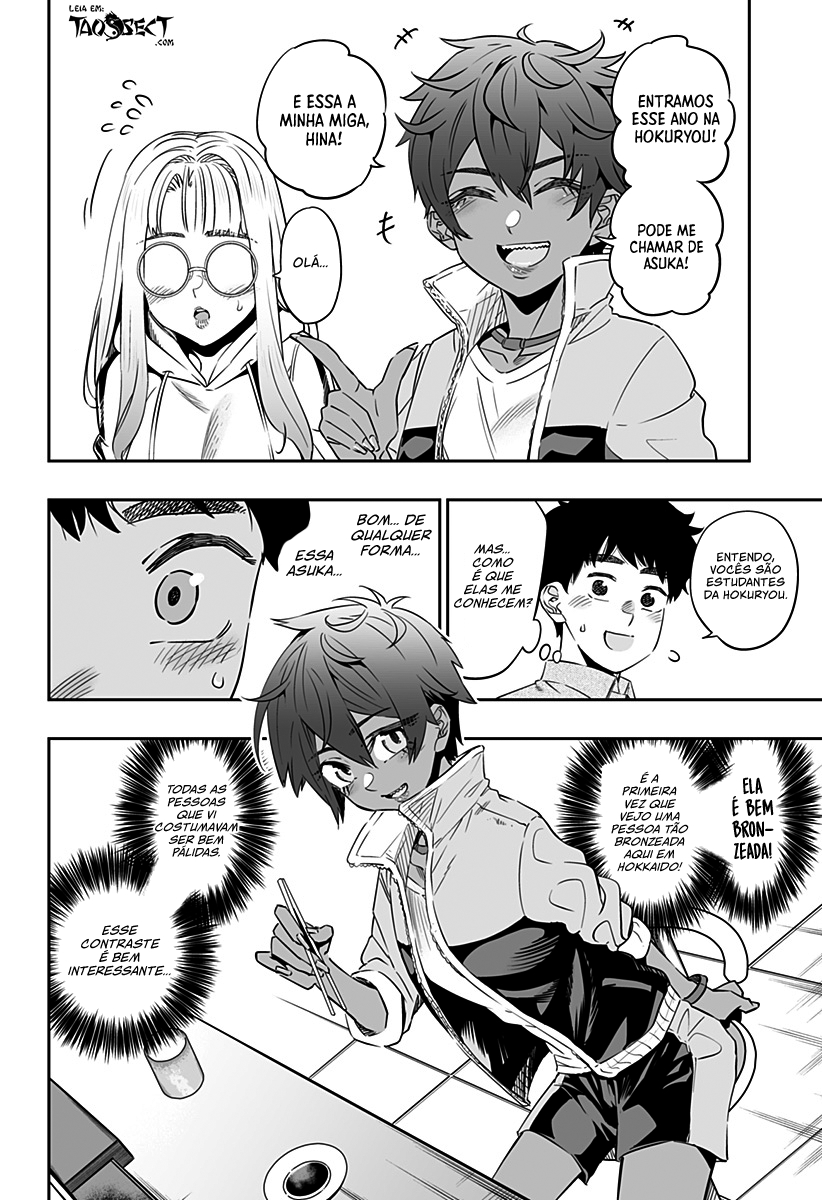 LEIA EM:
TAOSECT
.COM
ENTRAMOS
ESSE ANO NA
HOKURYOU!
PODE ME
CHAMAR DE
ASUKA!
E ESSA A
MINHA MIGA,
HINA!
OLÁ...
ENTENDO,
VOCÊS SÃO
ESTUDANTES
DA HOKURYOU.
MAS...
COMO
É QUE
ELAS ME
CONHECEM?
BOM... DE
QUALQUER
FORMA...
ESSA
ASUKA...
ELA
É BEM
BRON-
ZEADA!
É A
PRIMEIRA
VEZ QUE
VEJO UMA
PESSOA TÃO
BRONZEADA
AQUI EM
HOKKAIDO!
TODAS AS
PESSOAS
QUE VI
COSTUMAVAM
SER BEM
PÁLIDAS.
ESSE
CONTRASTE
É BEM
INTERESSANTE...